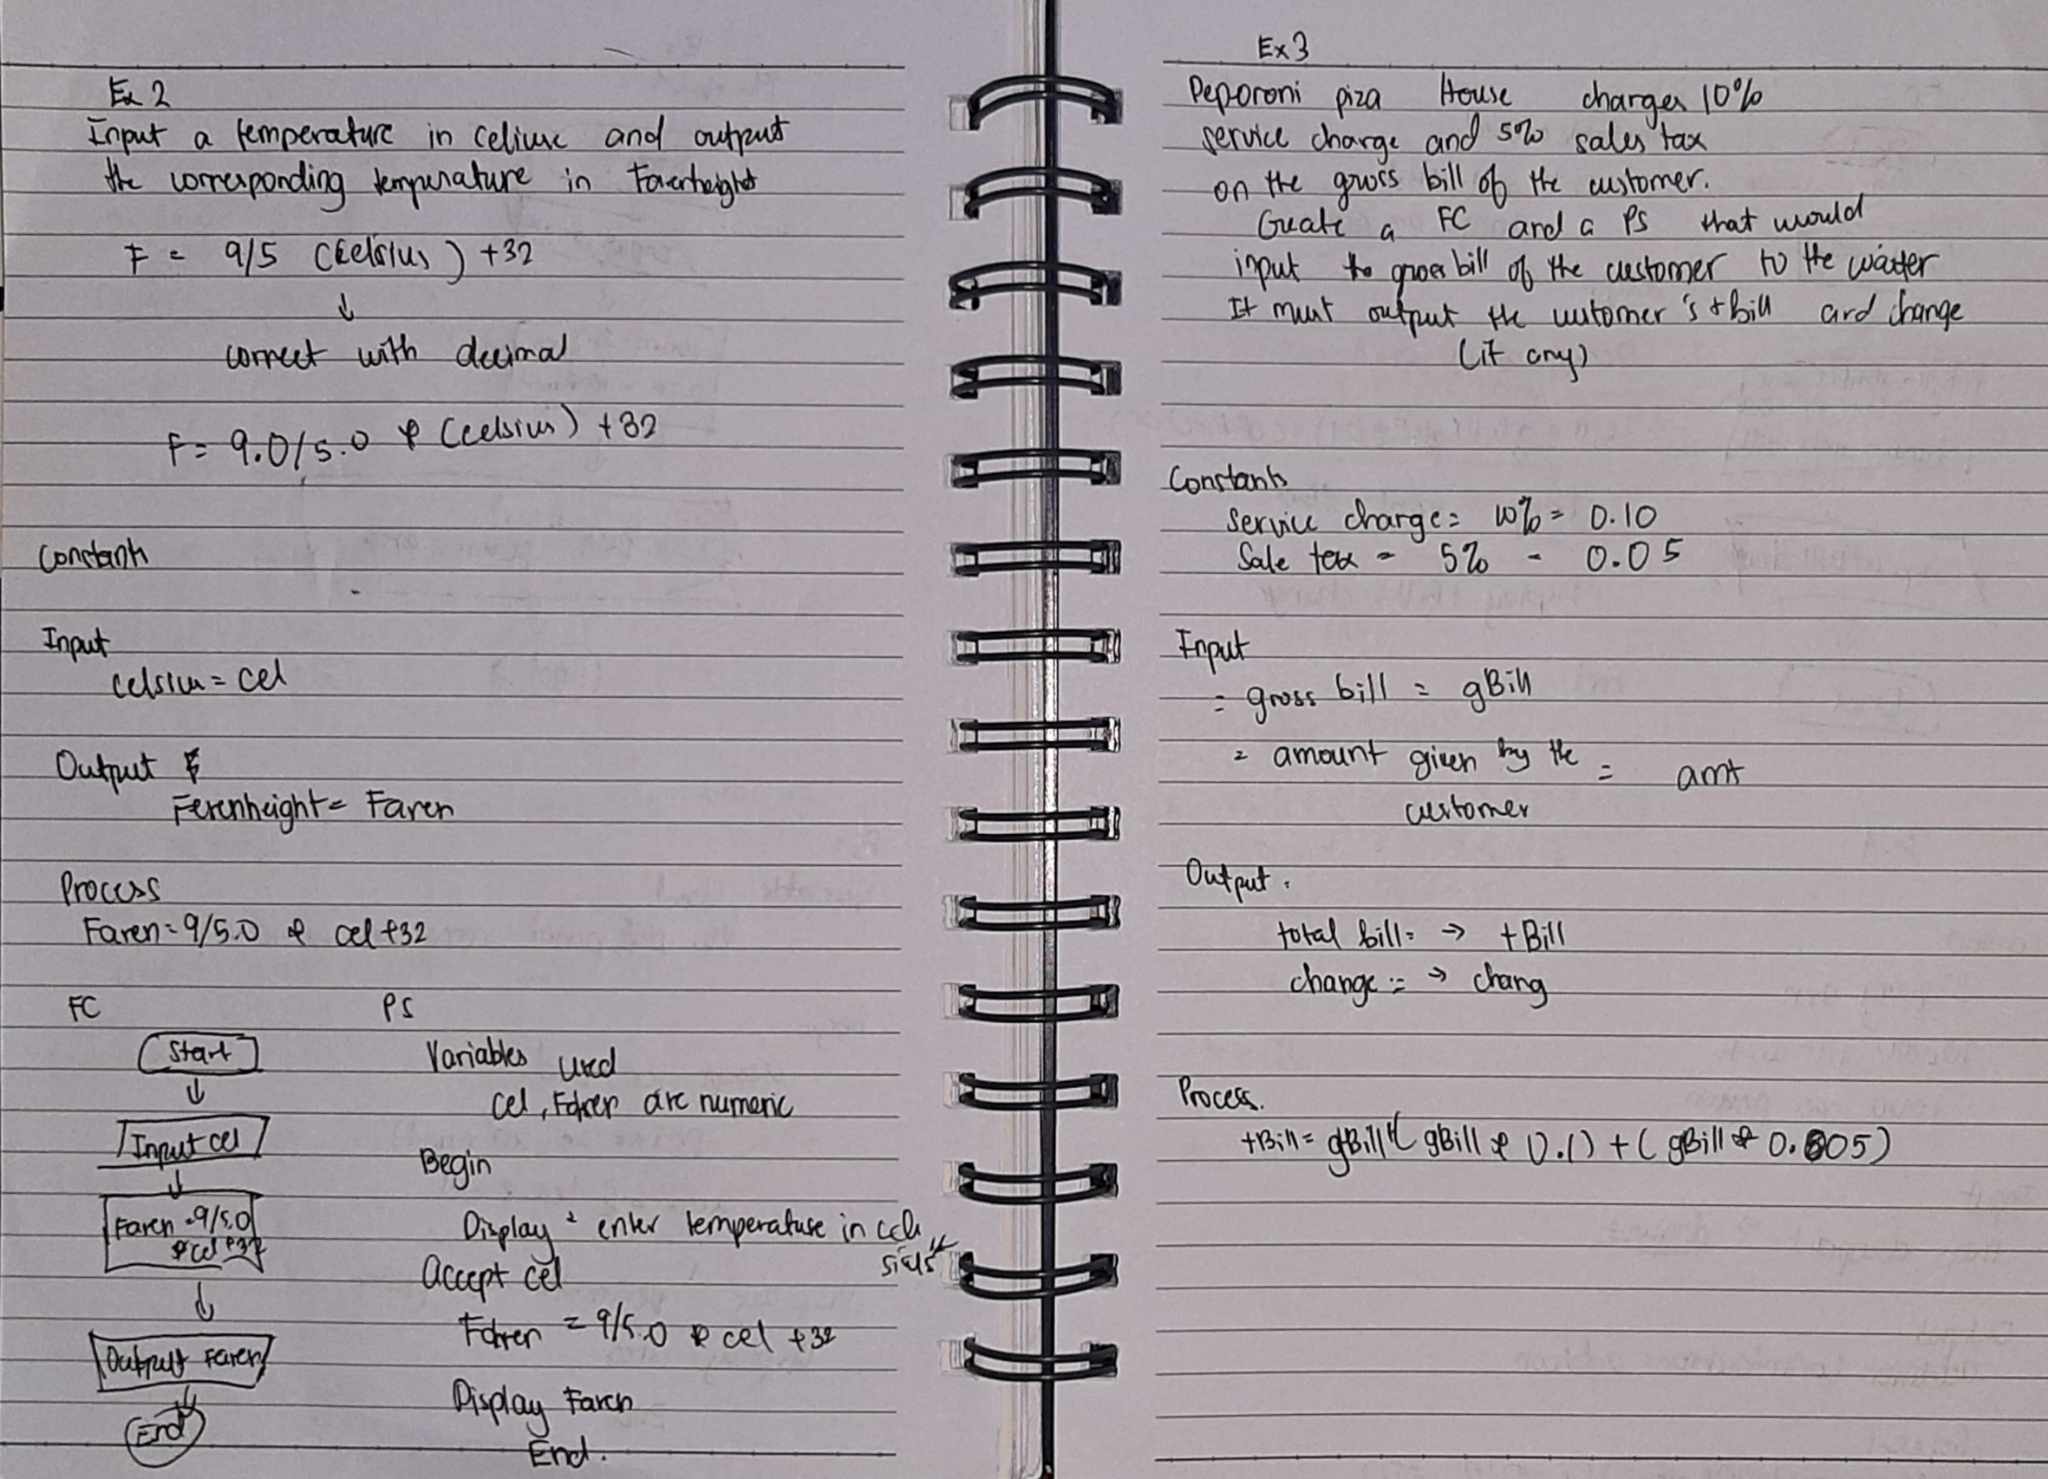 Ex 2
Input a temperature in celiuc and output
the corresponding temperature in Farenheight
F = 9/5 (Celsius) +32
↓
correct with decimal
F = 9.0/5.0 * (celsius) +32
Constants
Input
celsius = cel
Output
Ferenheight = Faren
Process
Faren = 9/5.0 * cel +32
FC
Start
↓
Input cel
↓
Faren = 9/5.0
* cel +32
↓
Output Faren
↓
End
PS
Variables used
cel, Faren are numeric
Begin
Display " enter temperature in cel
sius"
Accept cel
Faren = 9/5.0 * cel +32
Display Faren
End.
Ex 3
Peporoni piza House charges 10%
service charge and 5% sales tax
on the gross bill of the customer.
Create a FC and a PS that would
input the gross bill of the customer to the waiter
It must output the customer's tbill and change
(if any)
Constants
Service charge = 10% = 0.10
Sale tax = 5% = 0.05
Input
= gross bill = gBill
= amount given by the = amt
customer
Output.
total bill = → tBill
change := → chang
Process.
tBill = gBill + (gBill * 0.1) + (gBill * 0.05)